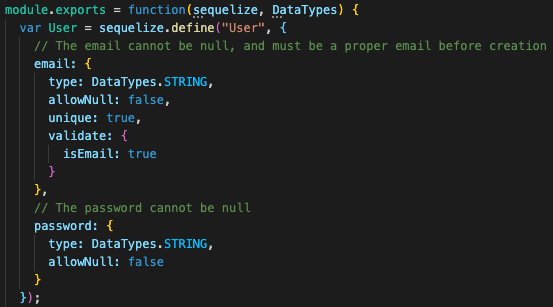 module.exports = function(sequelize, DataTypes) {
  var User = sequelize.define("User", {
    // The email cannot be null, and must be a proper email before creation
    email: {
      type: DataTypes.STRING,
      allowNull: false,
      unique: true,
      validate: {
        isEmail: true
      }
    },
    // The password cannot be null
    password: {
      type: DataTypes.STRING,
      allowNull: false
    }
  });